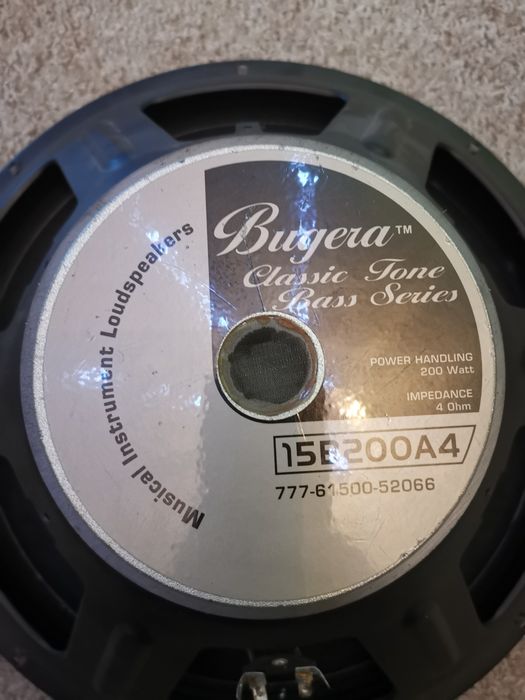 Bugera™
Classic Tone
Bass Series
Musical Instrument Loudspeakers
POWER HANDLING
200 Watt
IMPEDANCE
4 Ohm
15B200A4
777-61500-52066